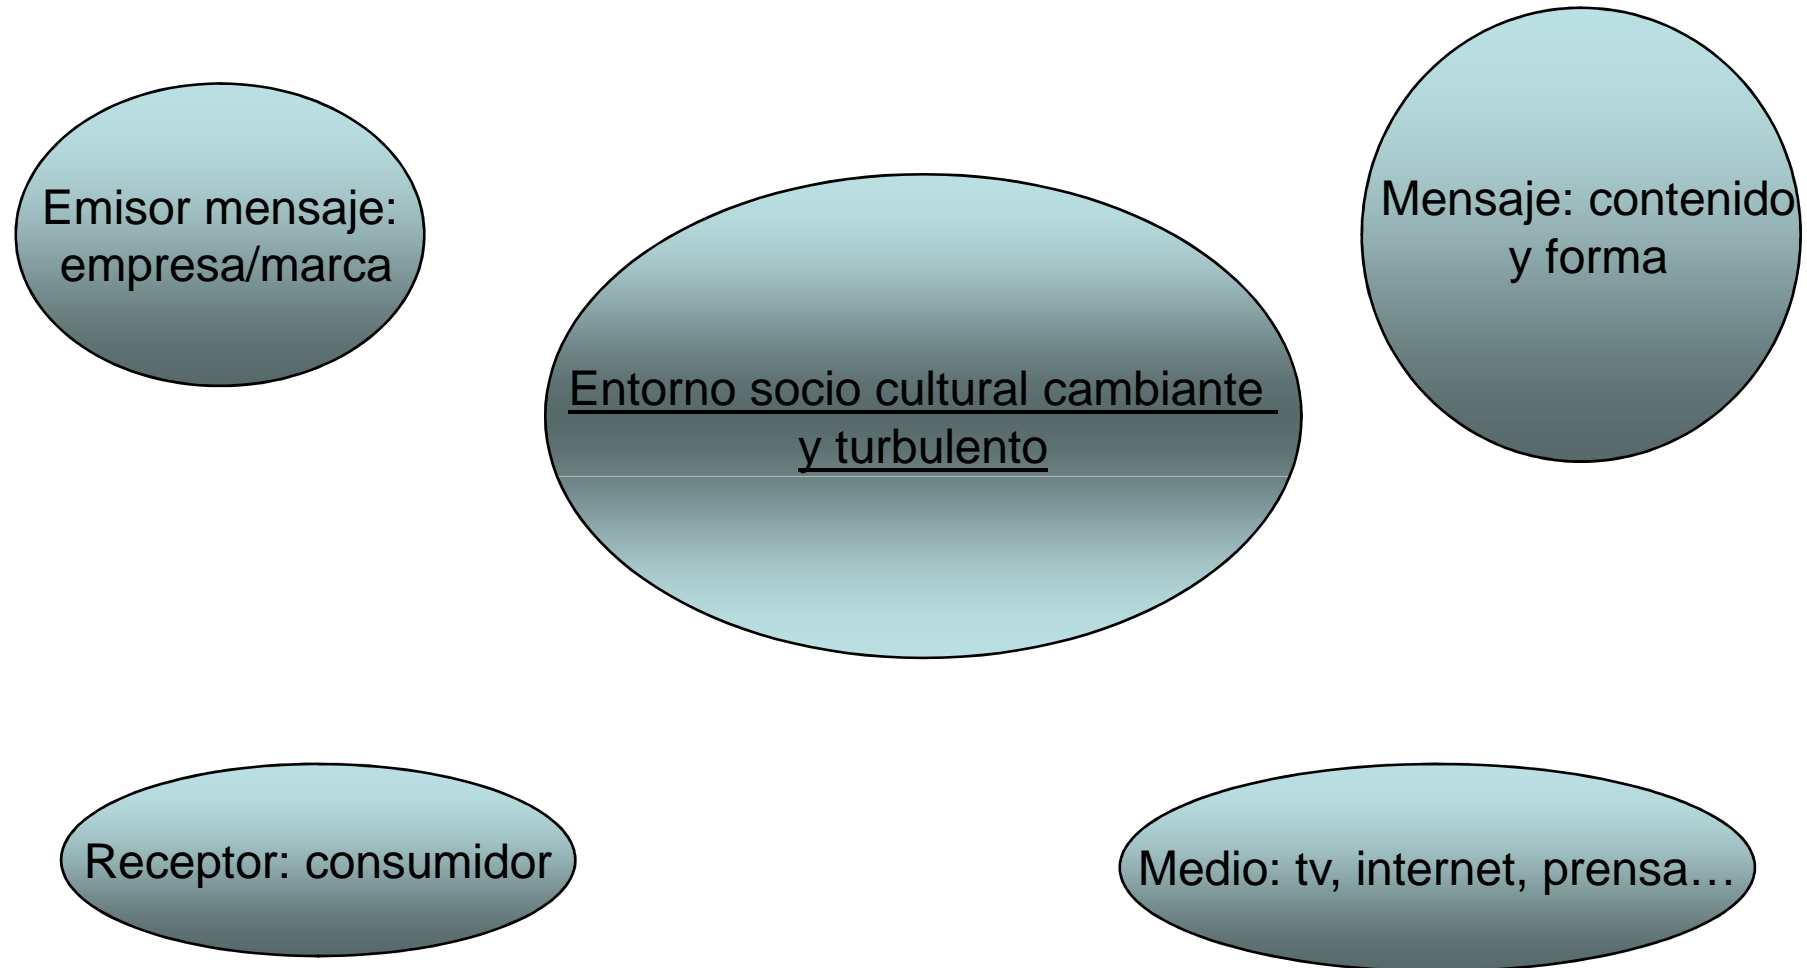 Emisor mensaje:
empresa/marca
Mensaje: contenido
y forma
Entorno socio cultural cambiante
y turbulento
Receptor: consumidor
Medio: tv, internet, prensa…